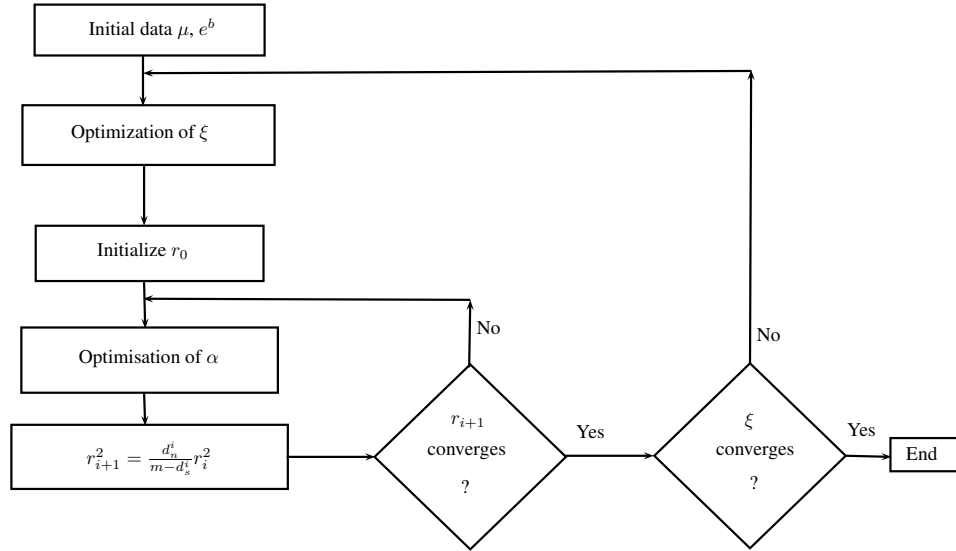 Initial data μ, e^b
Optimization of ξ
Initialize r_0
No
No
Optimisation of α
r_{i+1}
converges
?
ξ
converges
?
Yes
Yes
r_{i+1}^2 = \frac{d_n^i}{m-d_s^i} r_i^2
End